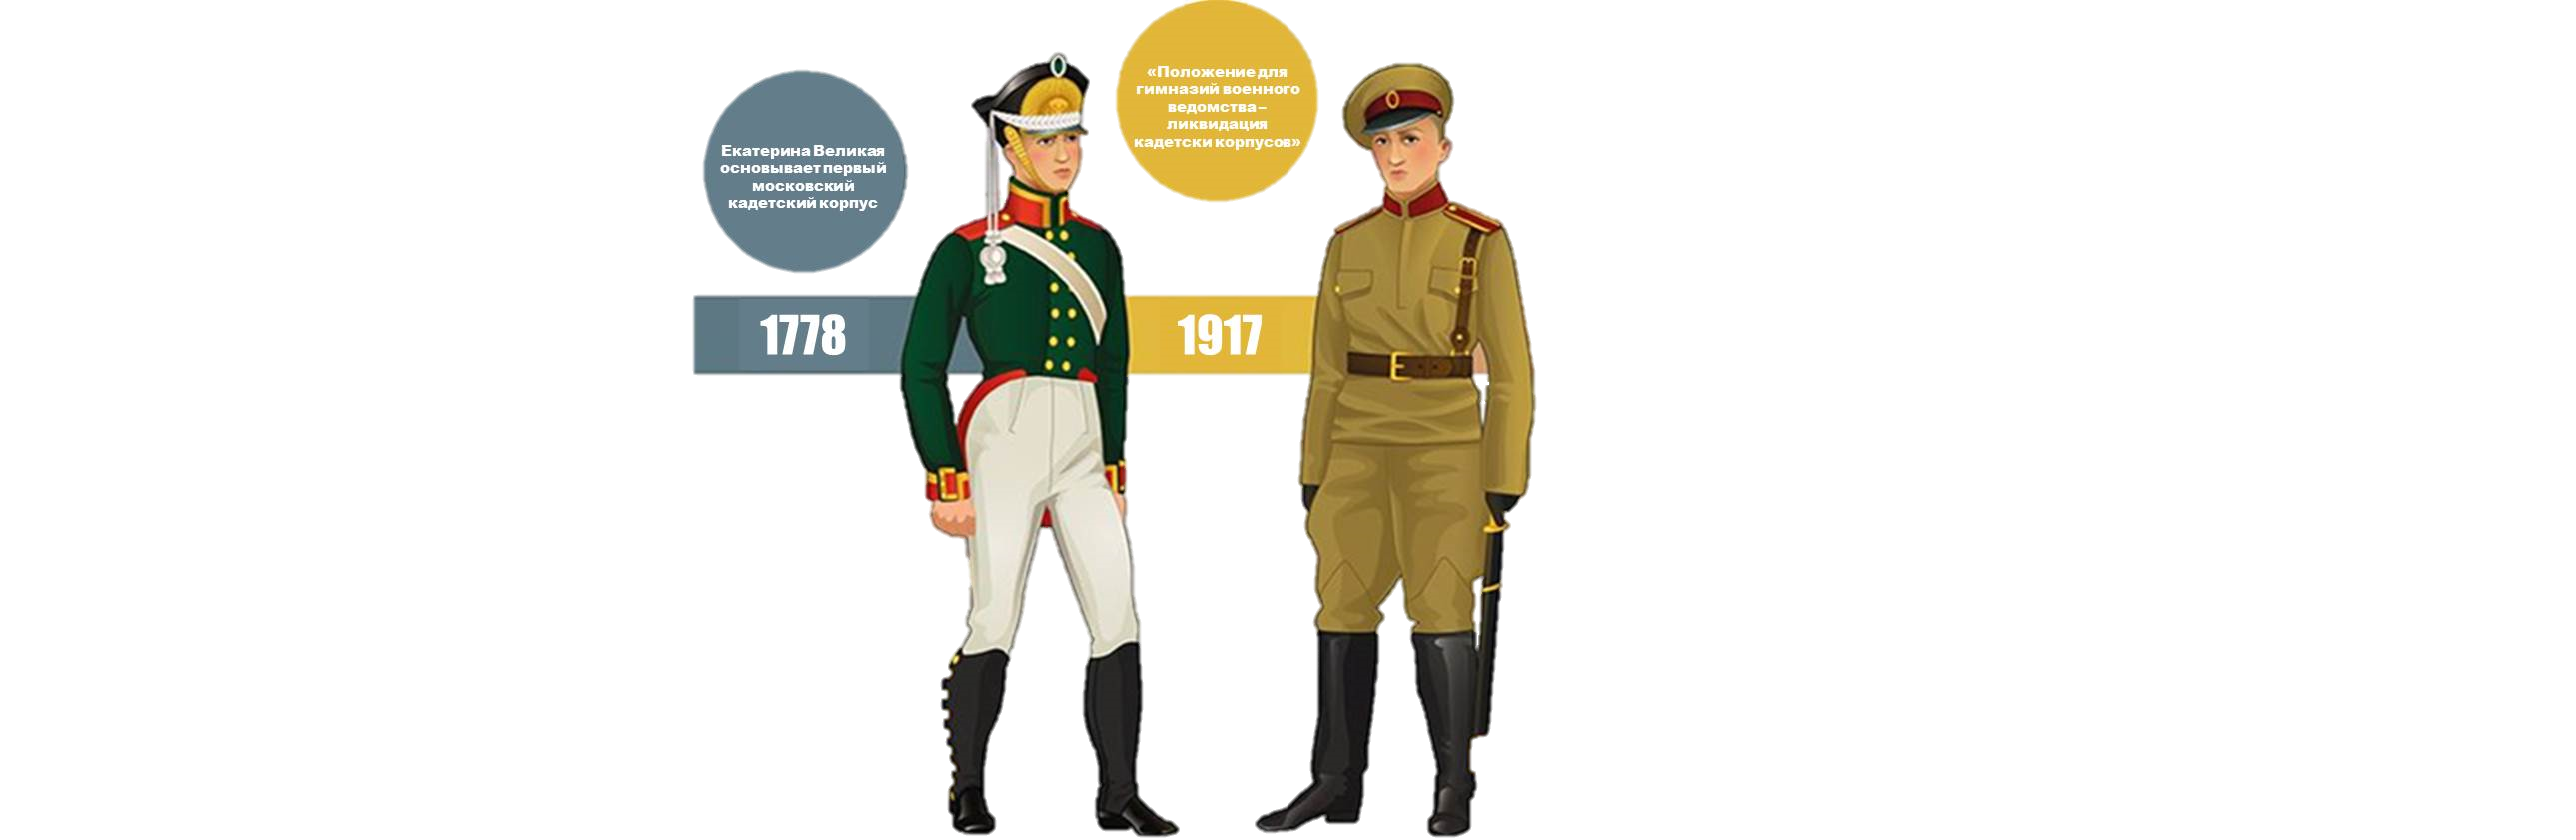 Екатерина Великая
основывает первый
московский
кадетский корпус
1778
«Положение для
гимназий военного
ведомства –
ликвидация
кадетски корпусов»
1917